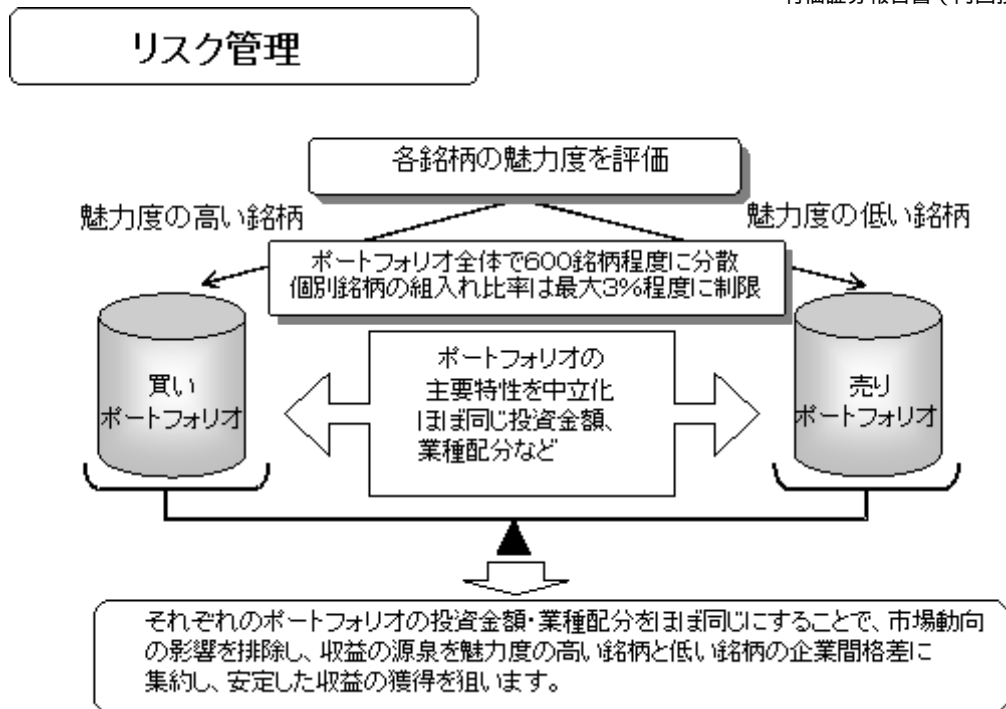 リスク管理
各銘柄の魅力度を評価
魅力度の高い銘柄
魅力度の低い銘柄
ポートフォリオ全体で600銘柄程度に分散
個別銘柄の組入れ比率は最大3%程度に制限
買い
ポートフォリオ
ポートフォリオの
主要特性を中立化
ほぼ同じ投資金額、
業種配分など
売り
ポートフォリオ
それぞれのポートフォリオの投資金額・業種配分をほぼ同じにすることで、市場動向
の影響を排除し、収益の源泉を魅力度の高い銘柄と低い銘柄の企業間格差に
集約し、安定した収益の獲得を狙います。